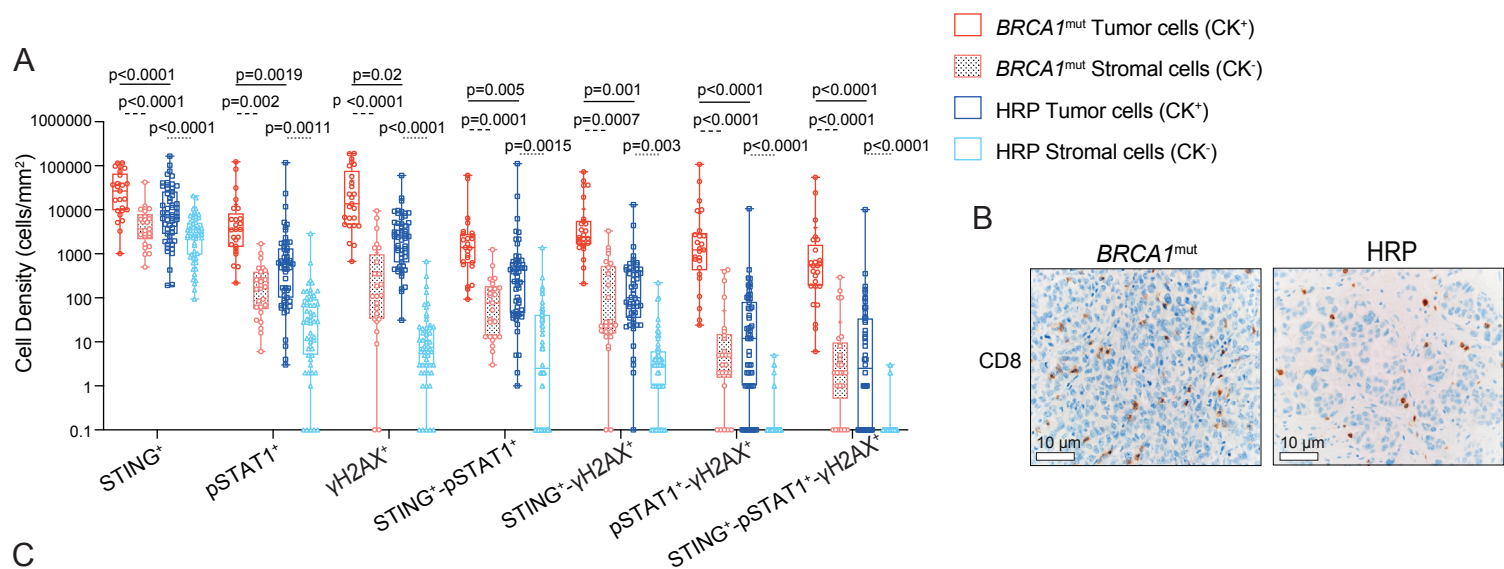 A
Cell Density (cells/mm²)
1000000
100000
10000
1000
100
10
1
0.1
p<0.0001
p<0.0001
p<0.0001
p=0.0019
p=0.002
p=0.0011
p=0.02
p <0.0001
p<0.0001
p=0.005
p=0.0001
p=0.0015
p=0.001
p=0.0007
p=0.003
p<0.0001
p<0.0001
p<0.0001
p<0.0001
p<0.0001
p<0.0001
STING⁺
pSTAT1⁺
γH2AX⁺
STING⁺-pSTAT1⁺
STING⁺-γH2AX⁺
pSTAT1⁺-γH2AX⁺
STING⁺-pSTAT1⁺-γH2AX⁺
BRCA1ᵐᵘᵗ Tumor cells (CK⁺)
BRCA1ᵐᵘᵗ Stromal cells (CK⁻)
HRP Tumor cells (CK⁺)
HRP Stromal cells (CK⁻)
B
BRCA1ᵐᵘᵗ
HRP
CD8
10 µm
10 µm
C